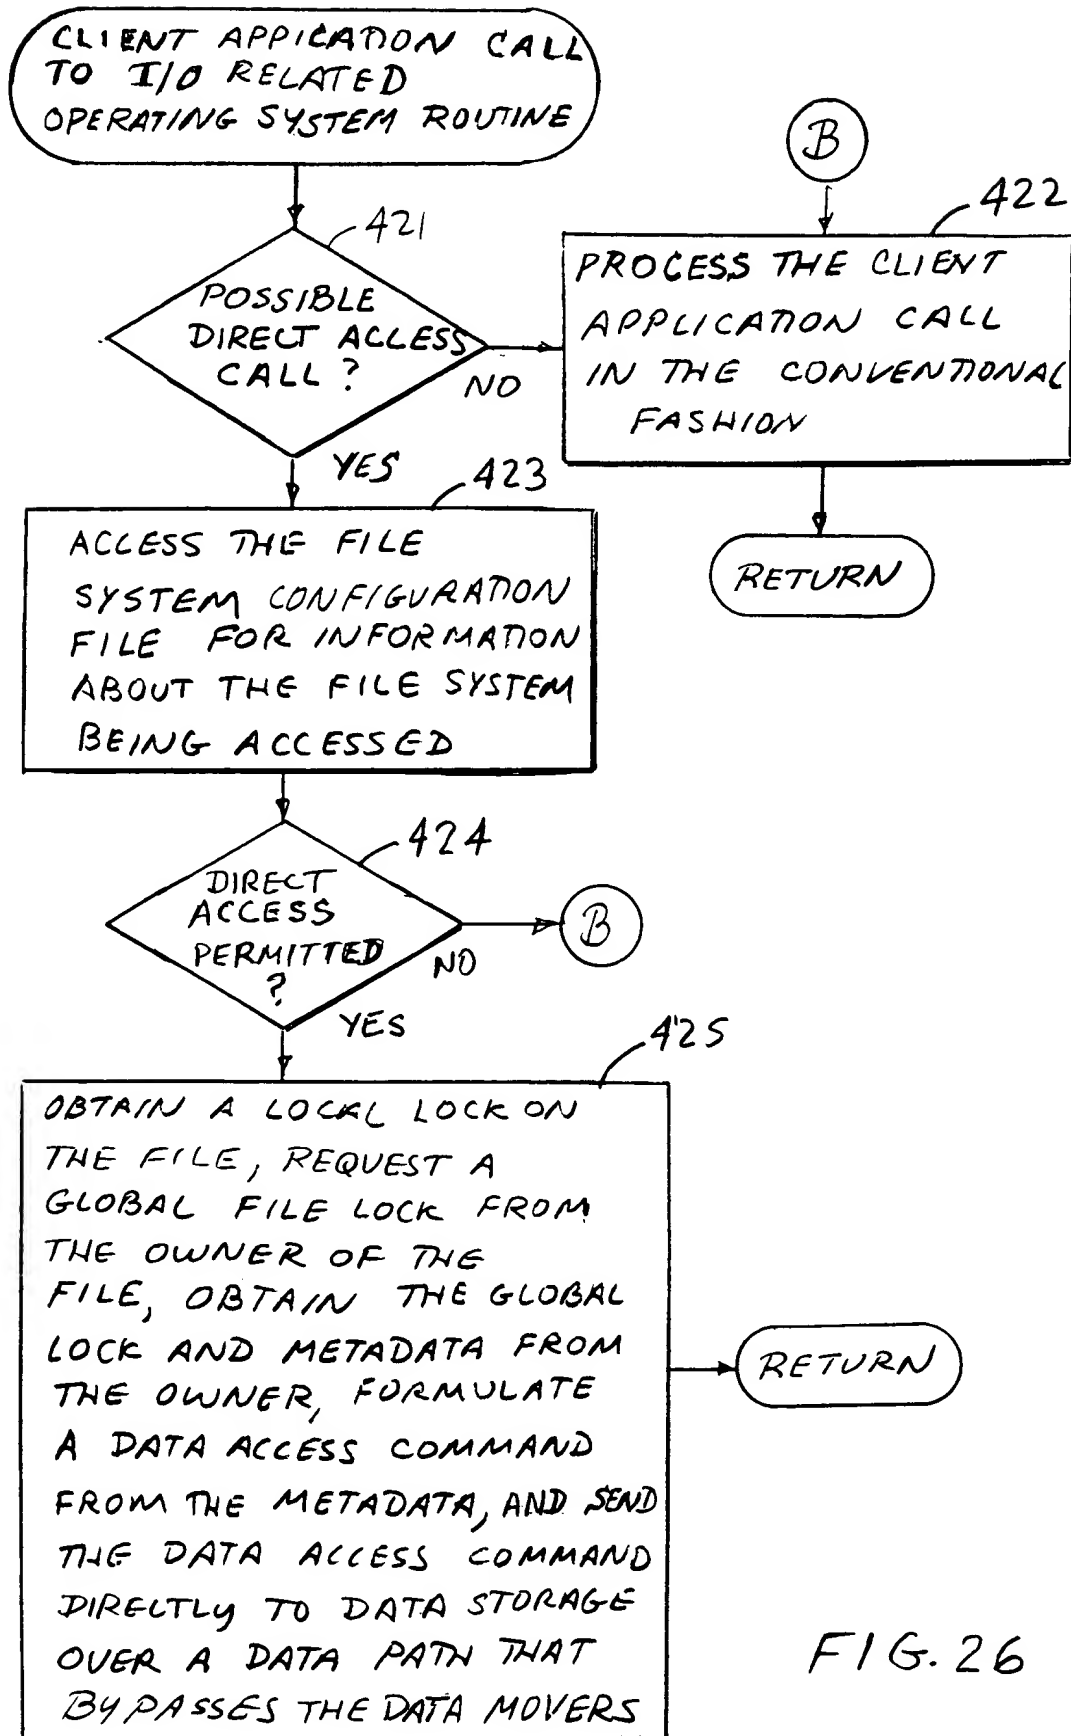 CLIENT APPICATION CALL
TO I/O RELATED
OPERATING SYSTEM ROUTINE
421
POSSIBLE
DIRECT ACCESS
CALL?
NO
YES
B
422
PROCESS THE CLIENT
APPLICATION CALL
IN THE CONVENTIONAL
FASHION
RETURN
423
ACCESS THE FILE
SYSTEM CONFIGURATION
FILE FOR INFORMATION
ABOUT THE FILE SYSTEM
BEING ACCESSED
424
DIRECT
ACCESS
PERMITTED
?
NO
B
YES
425
OBTAIN A LOCAL LOCK ON
THE FILE, REQUEST A
GLOBAL FILE LOCK FROM
THE OWNER OF THE
FILE, OBTAIN THE GLOBAL
LOCK AND METADATA FROM
THE OWNER, FORMULATE
A DATA ACCESS COMMAND
FROM THE METADATA, AND SEND
THE DATA ACCESS COMMAND
DIRECTLY TO DATA STORAGE
OVER A DATA PATH THAT
BYPASSES THE DATA MOVERS
RETURN
FIG. 26